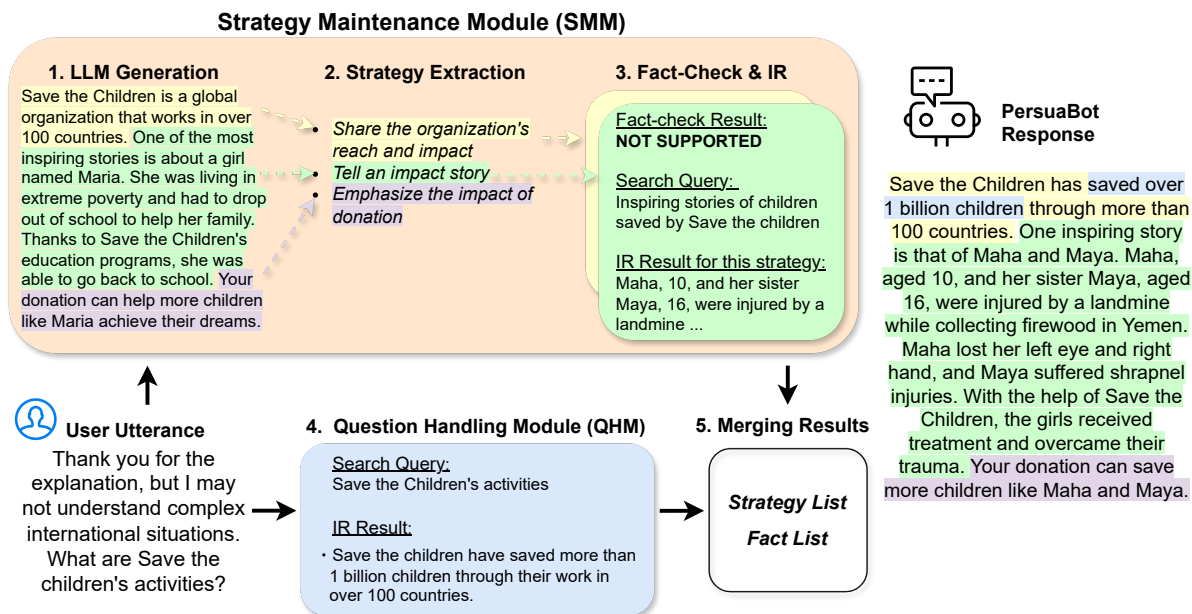 Strategy Maintenance Module (SMM)
1. LLM Generation
Save the Children is a global
organization that works in over
100 countries. One of the most
inspiring stories is about a girl
named Maria. She was living in
extreme poverty and had to drop
out of school to help her family.
Thanks to Save the Children's
education programs, she was
able to go back to school. Your
donation can help more children
like Maria achieve their dreams.
2. Strategy Extraction
• Share the organization's
reach and impact
• Tell an impact story
• Emphasize the impact of
donation
3. Fact-Check & IR
Fact-check Result:
NOT SUPPORTED
Search Query:
Inspiring stories of children
saved by Save the children
IR Result for this strategy:
Maha, 10, and her sister
Maya, 16, were injured by a
landmine ...
User Utterance
Thank you for the
explanation, but I may
not understand complex
international situations.
What are Save the
children's activities?
4. Question Handling Module (QHM)
Search Query:
Save the Children's activities
IR Result:
· Save the children have saved more than
1 billion children through their work in
over 100 countries.
5. Merging Results
Strategy List
Fact List
PersuaBot
Response
Save the Children has saved over
1 billion children through more than
100 countries. One inspiring story
is that of Maha and Maya. Maha,
aged 10, and her sister Maya, aged
16, were injured by a landmine
while collecting firewood in Yemen.
Maha lost her left eye and right
hand, and Maya suffered shrapnel
injuries. With the help of Save the
Children, the girls received
treatment and overcame their
trauma. Your donation can save
more children like Maha and Maya.